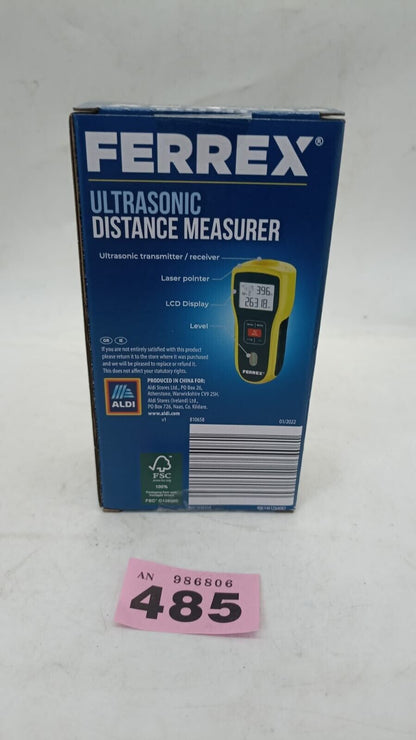 FERREX®
ULTRASONIC
DISTANCE MEASURER
Ultrasonic transmitter / receiver
Laser pointer
LCD Display
Level
396
26318
FERREX
GB IE
If you are not entirely satisfied with this product
please return it to the store where it was purchased
and we will be pleased to replace or refund it.
This does not affect your statutory rights.
ALDI
PRODUCED IN CHINA FOR:
Aldi Stores Ltd., PO Box 26,
Atherstone, Warwickshire CV9 2SH.
Aldi Stores (Ireland) Ltd.,
PO Box 726, Naas, Co. Kildare.
www.aldi.com
v1 810658 01/2022
FSC
100%
AN 986806
485